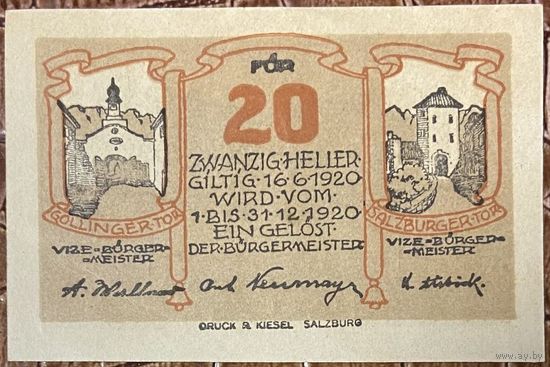 FÜR
20
ZWANZIG·HELLER·
GILTIG·16·6·1920·
WIRD·VOM·
1·BIS·31·12·1920·
EIN GELÖST·
DER·BÜRGERMEISTER
GOLLINGER·TOR
SALZBURGER·TOR
VIZE=BÜRGER=
=MEISTER
VIZE=BÜRGER=
=MEISTER
Neumayr
DRUCK R. KIESEL SALZBURG
www.ay.by